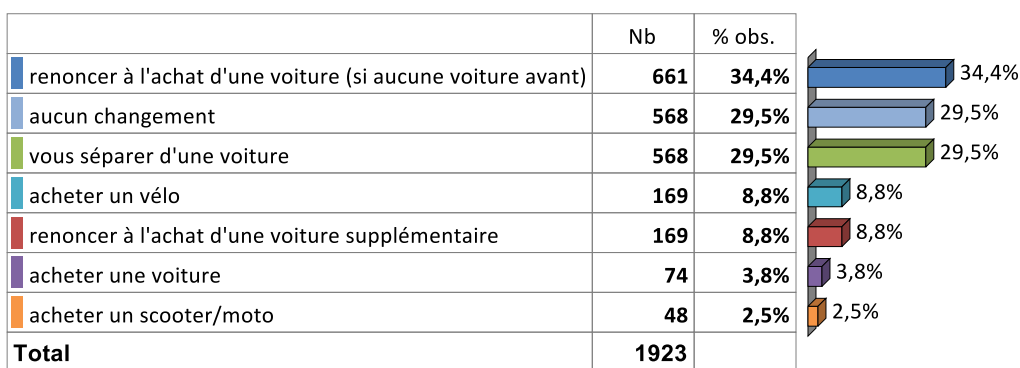 Nb % obs.
renoncer à l'achat d'une voiture (si aucune voiture avant) 661 34,4% 34,4%
aucun changement 568 29,5% 29,5%
vous séparer d'une voiture 568 29,5% 29,5%
acheter un vélo 169 8,8% 8,8%
renoncer à l'achat d'une voiture supplémentaire 169 8,8% 8,8%
acheter une voiture 74 3,8% 3,8%
acheter un scooter/moto 48 2,5% 2,5%
Total 1923